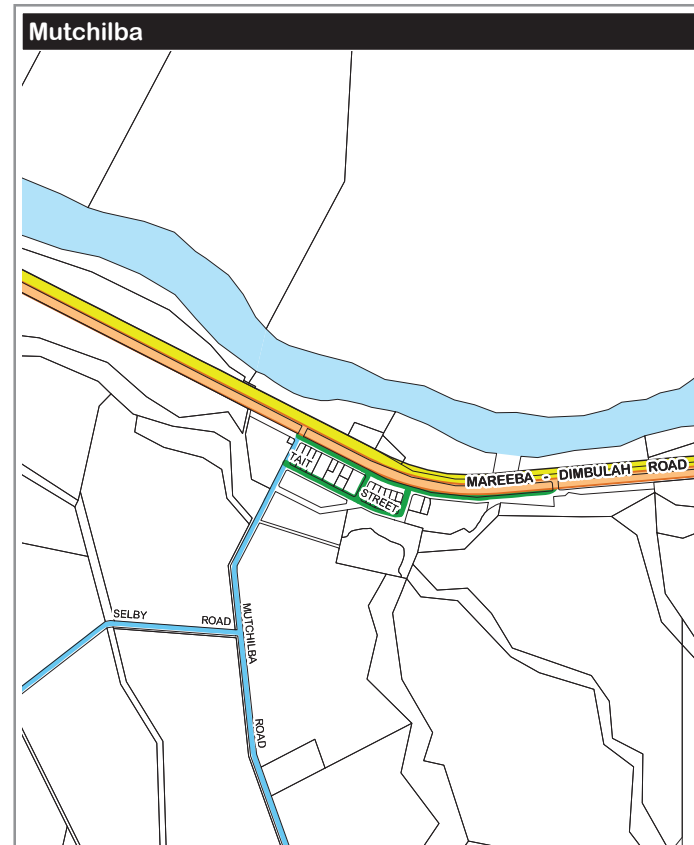 Mutchilba
MAREEBA - DIMBULAH ROAD
TAIT
STREET
SELBY ROAD
MUTCHILBA
ROAD